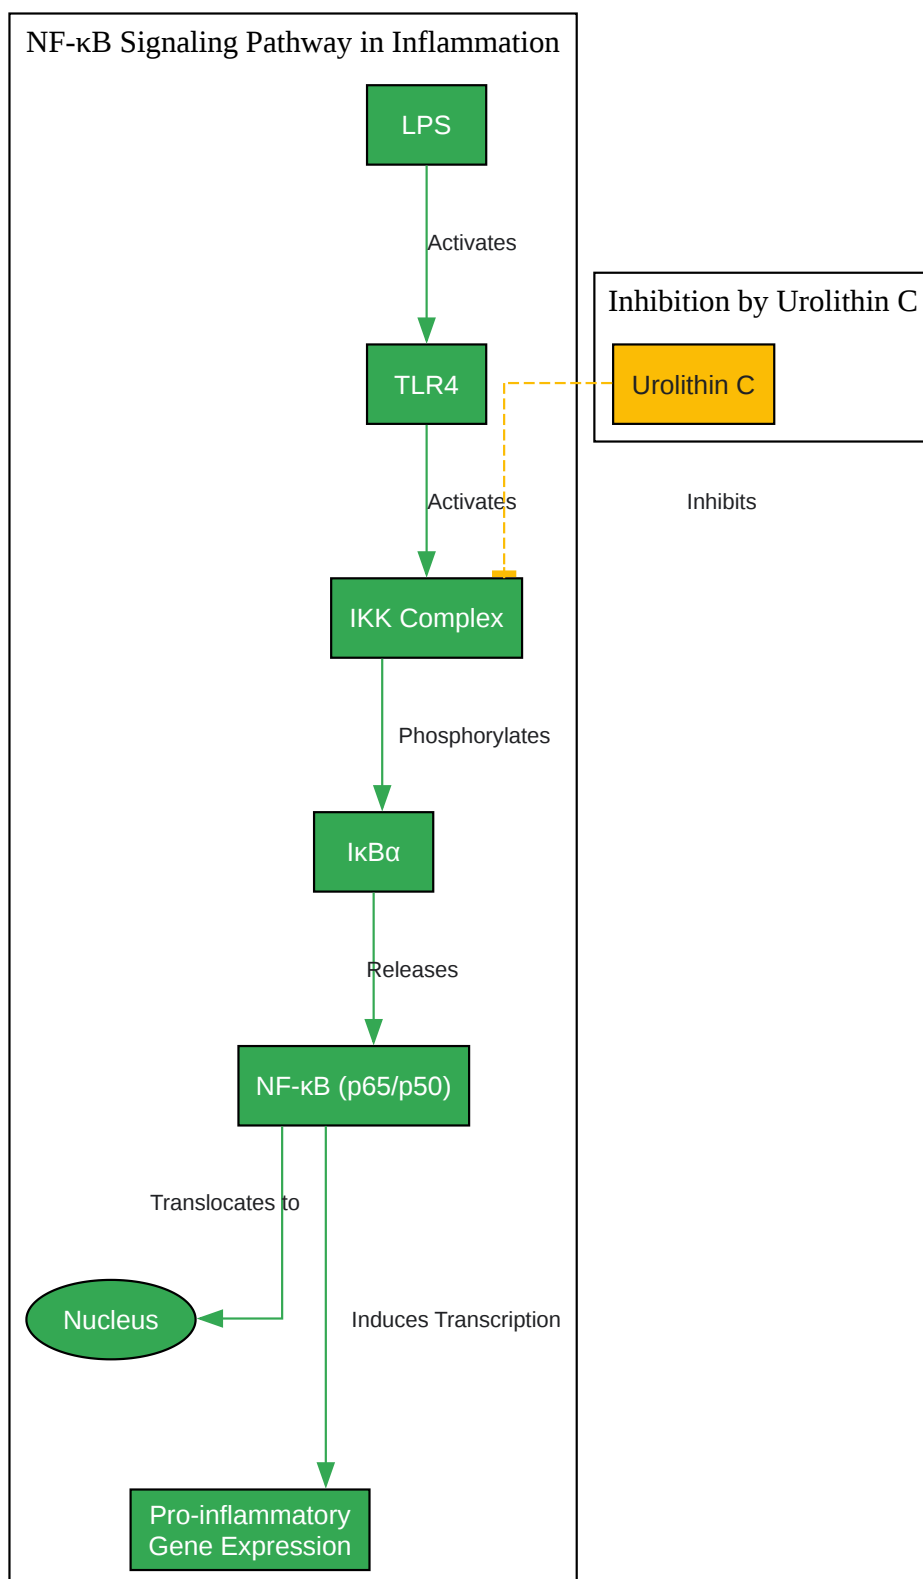 NF-κB Signaling Pathway in Inflammation
LPS
Activates
Inhibition by Urolithin C
TLR4
Urolithin C
Activates
Inhibits
IKK Complex
Phosphorylates
IκBα
Releases
NF-κB (p65/p50)
Translocates to
Nucleus
Induces Transcription
Pro-inflammatory
Gene Expression